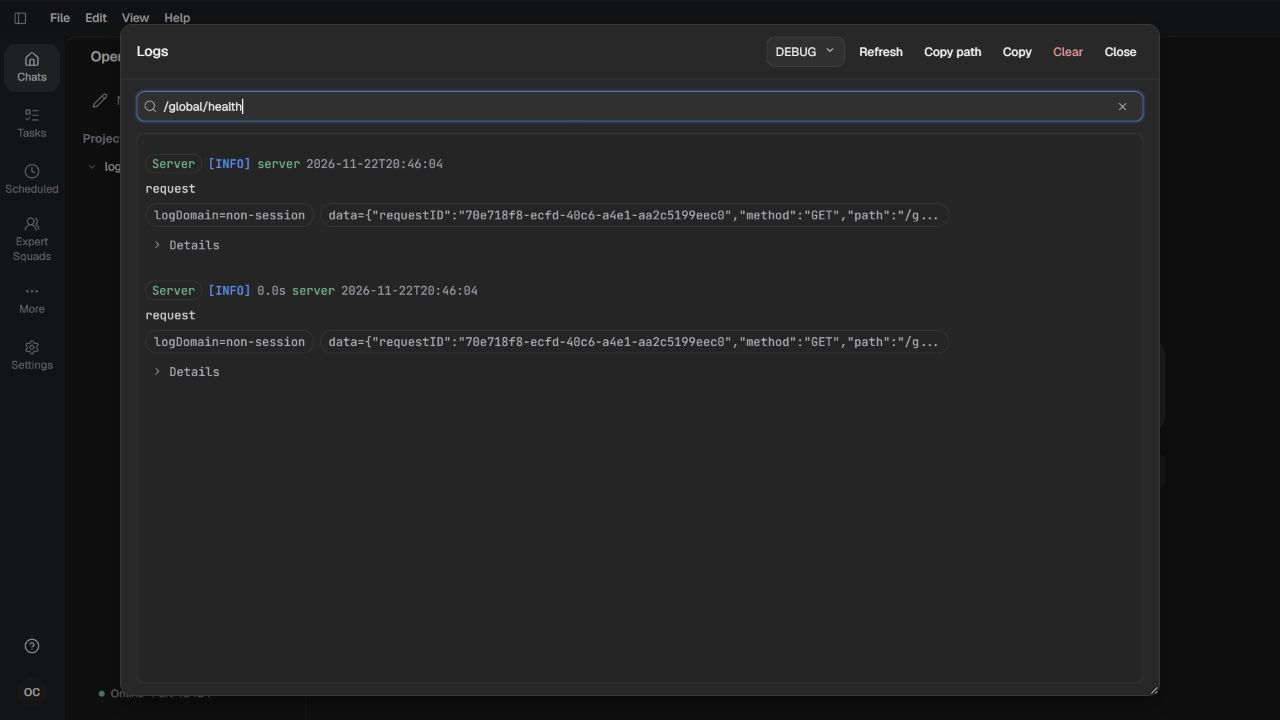 File Edit View Help
Logs
DEBUG Refresh Copy path Copy Clear Close
Chats
Tasks
Scheduled
Expert
Squads
More
Settings
OC
/global/health
Server [INFO] server 2026-11-22T20:46:04
request
logDomain=non-session data={"requestID":"70e718f8-ecfd-40c6-a4e1-aa2c5199eec0","method":"GET","path":"/g...
Details
Server [INFO] 0.0s server 2026-11-22T20:46:04
request
logDomain=non-session data={"requestID":"70e718f8-ecfd-40c6-a4e1-aa2c5199eec0","method":"GET","path":"/g...
Details